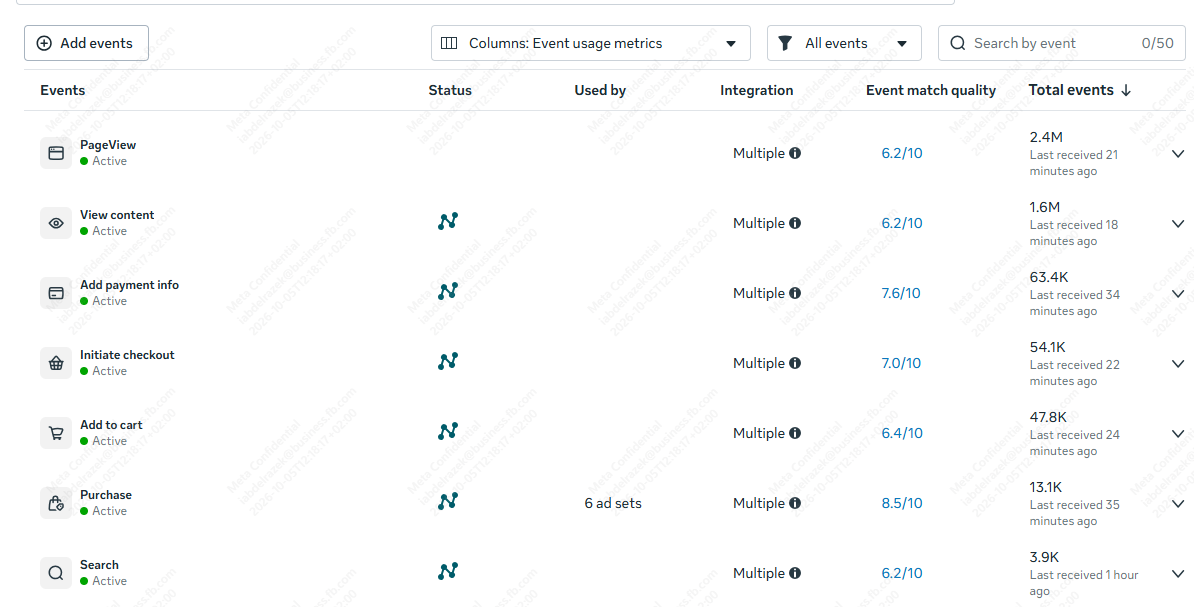 Add events
Columns: Event usage metrics
All events
Search by event 0/50
Events Status Used by Integration Event match quality Total events ↓
PageView
Active
Multiple
6.2/10
2.4M
Last received 21
minutes ago
View content
Active
Multiple
6.2/10
1.6M
Last received 18
minutes ago
Add payment info
Active
Multiple
7.6/10
63.4K
Last received 34
minutes ago
Initiate checkout
Active
Multiple
7.0/10
54.1K
Last received 22
minutes ago
Add to cart
Active
Multiple
6.4/10
47.8K
Last received 24
minutes ago
Purchase
Active
6 ad sets
Multiple
8.5/10
13.1K
Last received 35
minutes ago
Search
Active
Multiple
6.2/10
3.9K
Last received 1 hour
ago
Meta Confidential